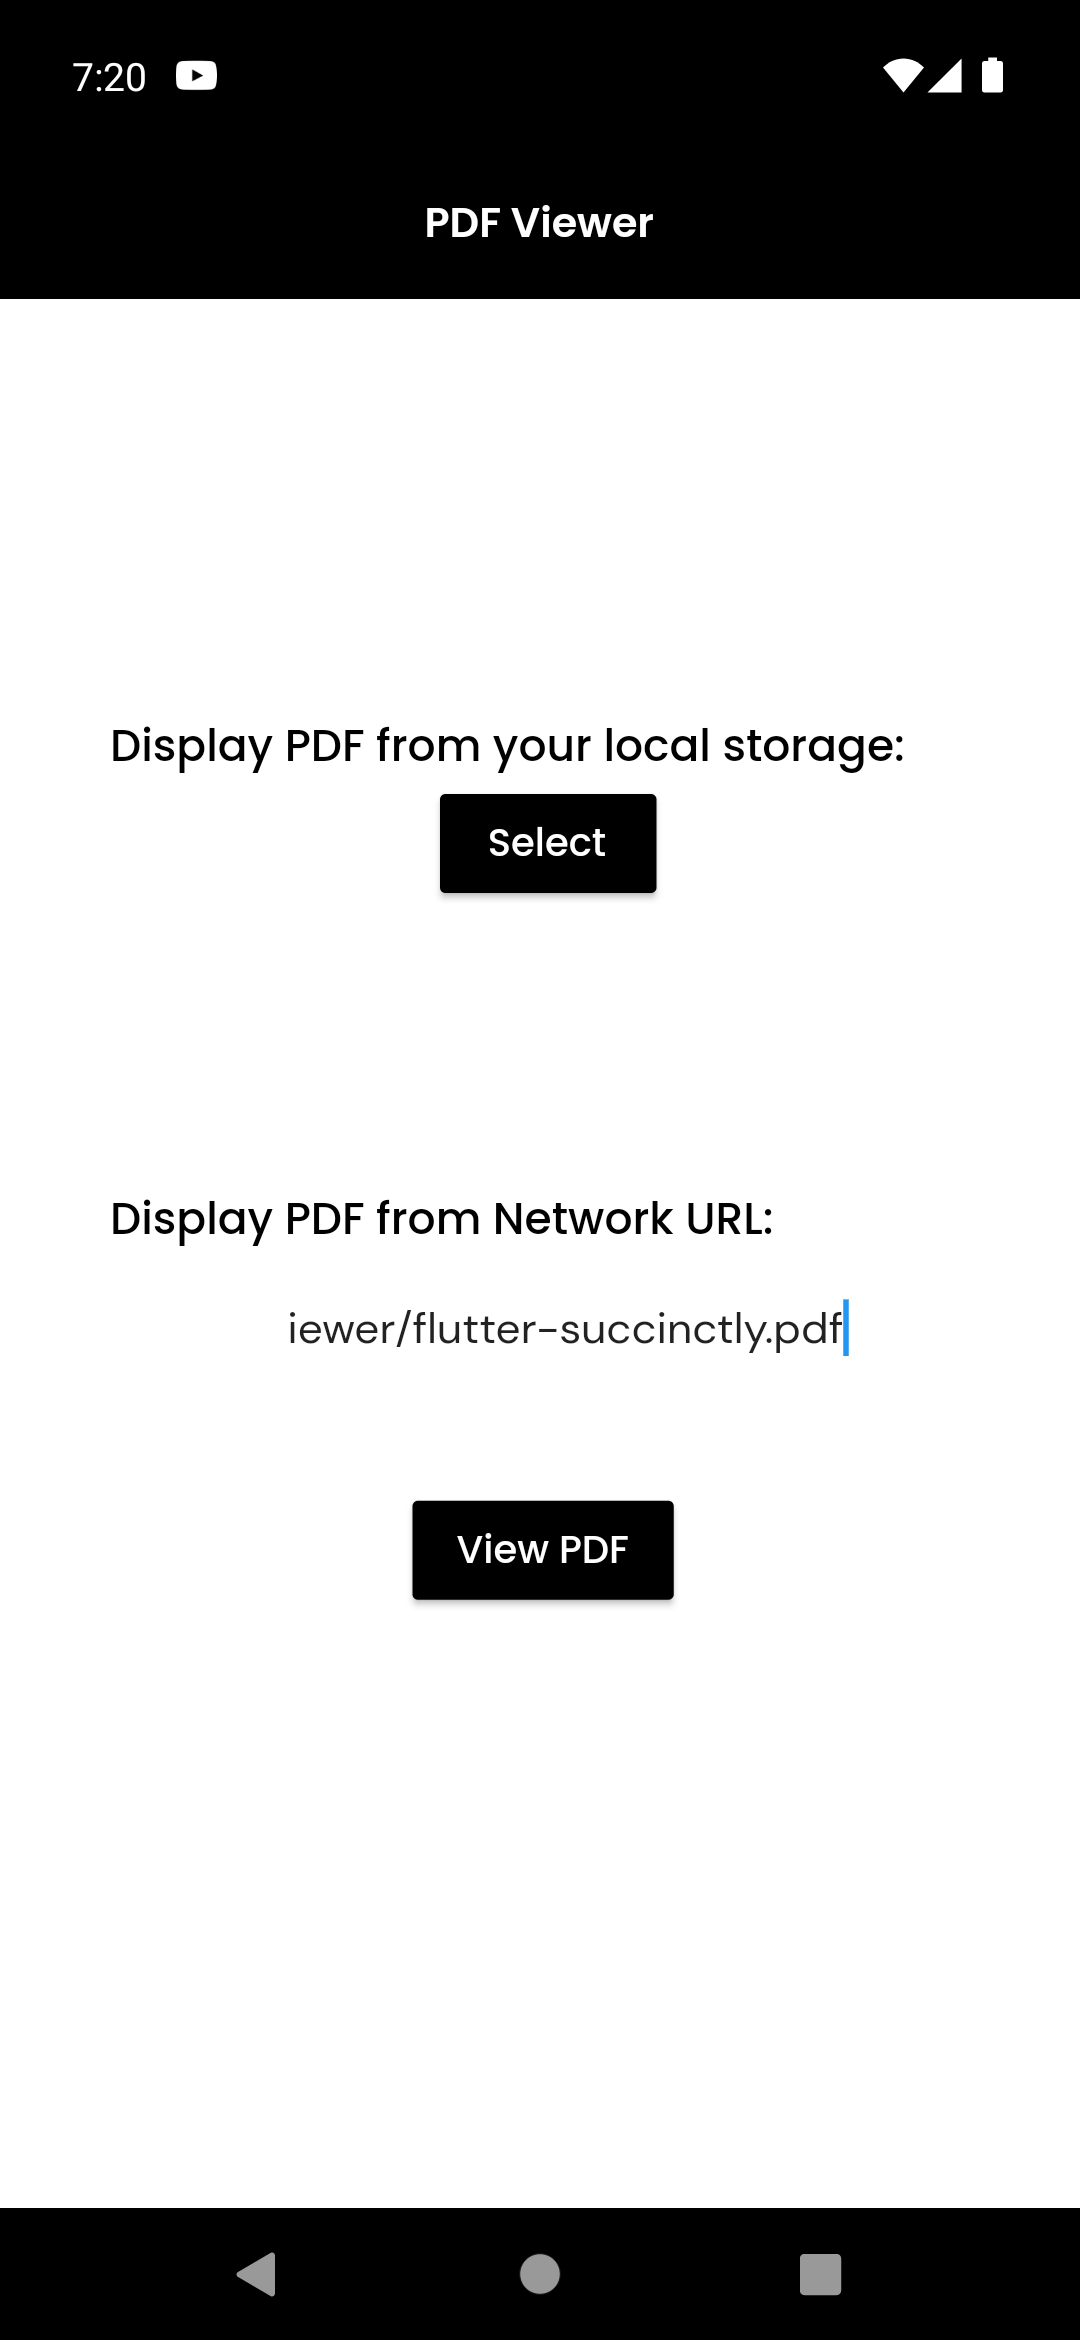 7:20
PDF Viewer
Display PDF from your local storage:
Select
Display PDF from Network URL:
iewer/flutter-succinctly.pdf
View PDF